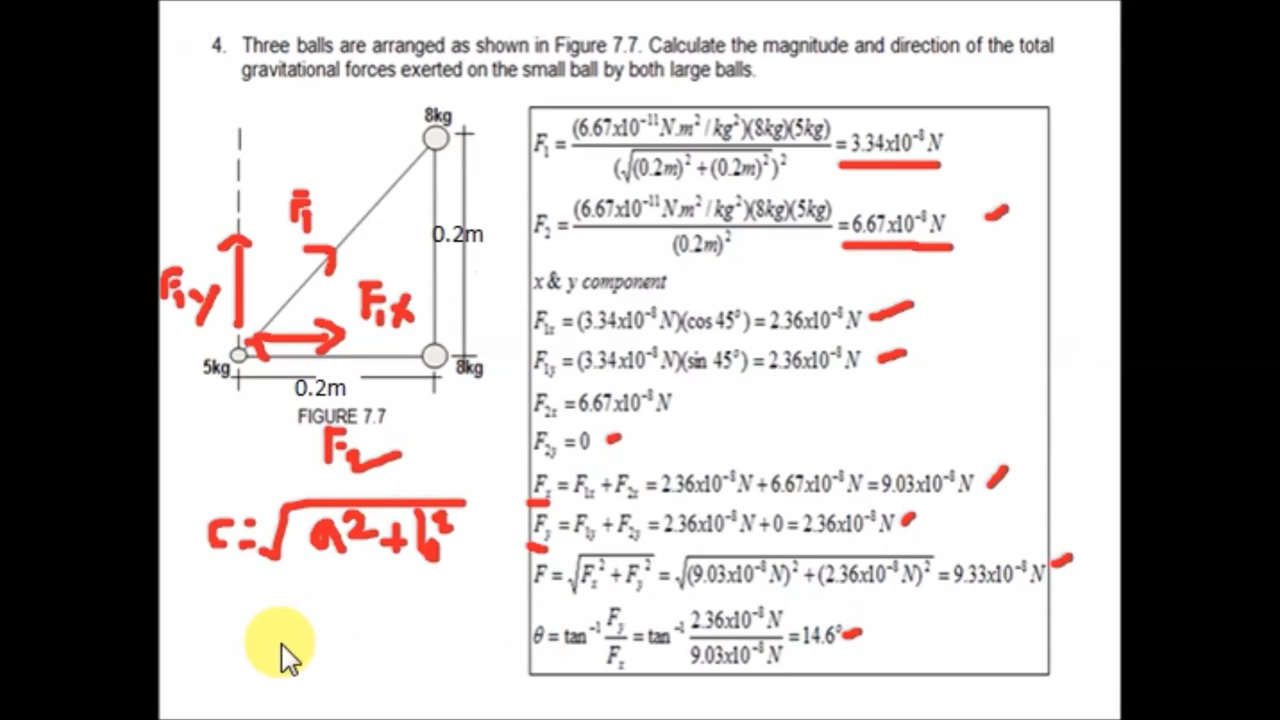 4. Three balls are arranged as shown in Figure 7.7. Calculate the magnitude and direction of the total
gravitational forces exerted on the small ball by both large balls.
8kg
F̄₁
0.2m
F₁y
F₁x
5kg
8kg
0.2m
FIGURE 7.7
F₂
c=√(a²+b²)
F₁ = (6.67x10⁻¹¹N.m²/kg²)(8kg)(5kg) / (√((0.2m)²+(0.2m)²))² = 3.34x10⁻⁸N
F₂ = (6.67x10⁻¹¹N.m²/kg²)(8kg)(5kg) / (0.2m)² = 6.67x10⁻⁸N
x & y component
F₁ₓ = (3.34x10⁻⁸N)(cos 45°) = 2.36x10⁻⁸N
F₁y = (3.34x10⁻⁸N)(sin 45°) = 2.36x10⁻⁸N
F₂ₓ = 6.67x10⁻⁸N
F₂y = 0
Fₓ = F₁ₓ + F₂ₓ = 2.36x10⁻⁸N + 6.67x10⁻⁸N = 9.03x10⁻⁸N
Fy = F₁y + F₂y = 2.36x10⁻⁸N + 0 = 2.36x10⁻⁸N
F = √(Fₓ² + Fy²) = √((9.03x10⁻⁸N)² + (2.36x10⁻⁸N)²) = 9.33x10⁻⁸N
θ = tan⁻¹ Fy/Fₓ = tan⁻¹ 2.36x10⁻⁸N / 9.03x10⁻⁸N = 14.6°